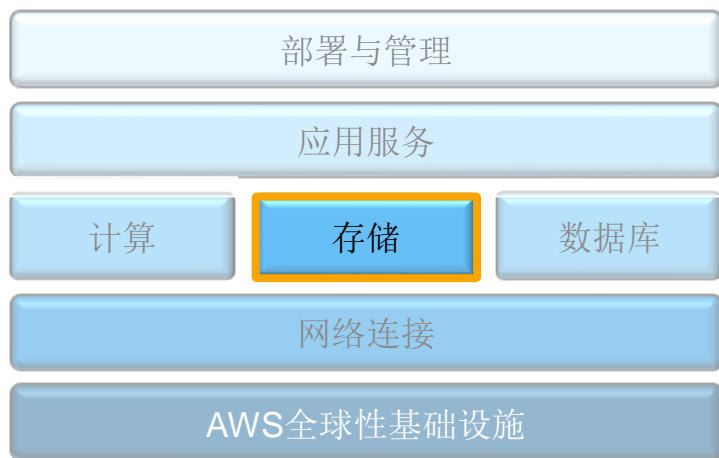 部署与管理
应用服务
计算
存储
数据库
网络连接
AWS全球性基础设施